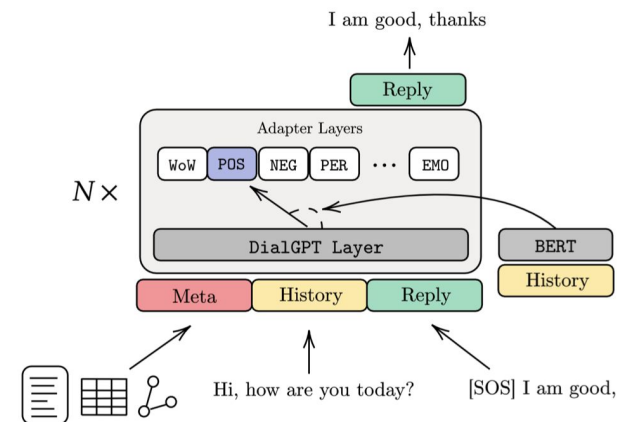 I am good, thanks
Reply
Adapter Layers
WoW POS NEG PER ... EMO
N×
DialGPT Layer
BERT
Meta History Reply
History
Hi, how are you today?
[SOS] I am good,